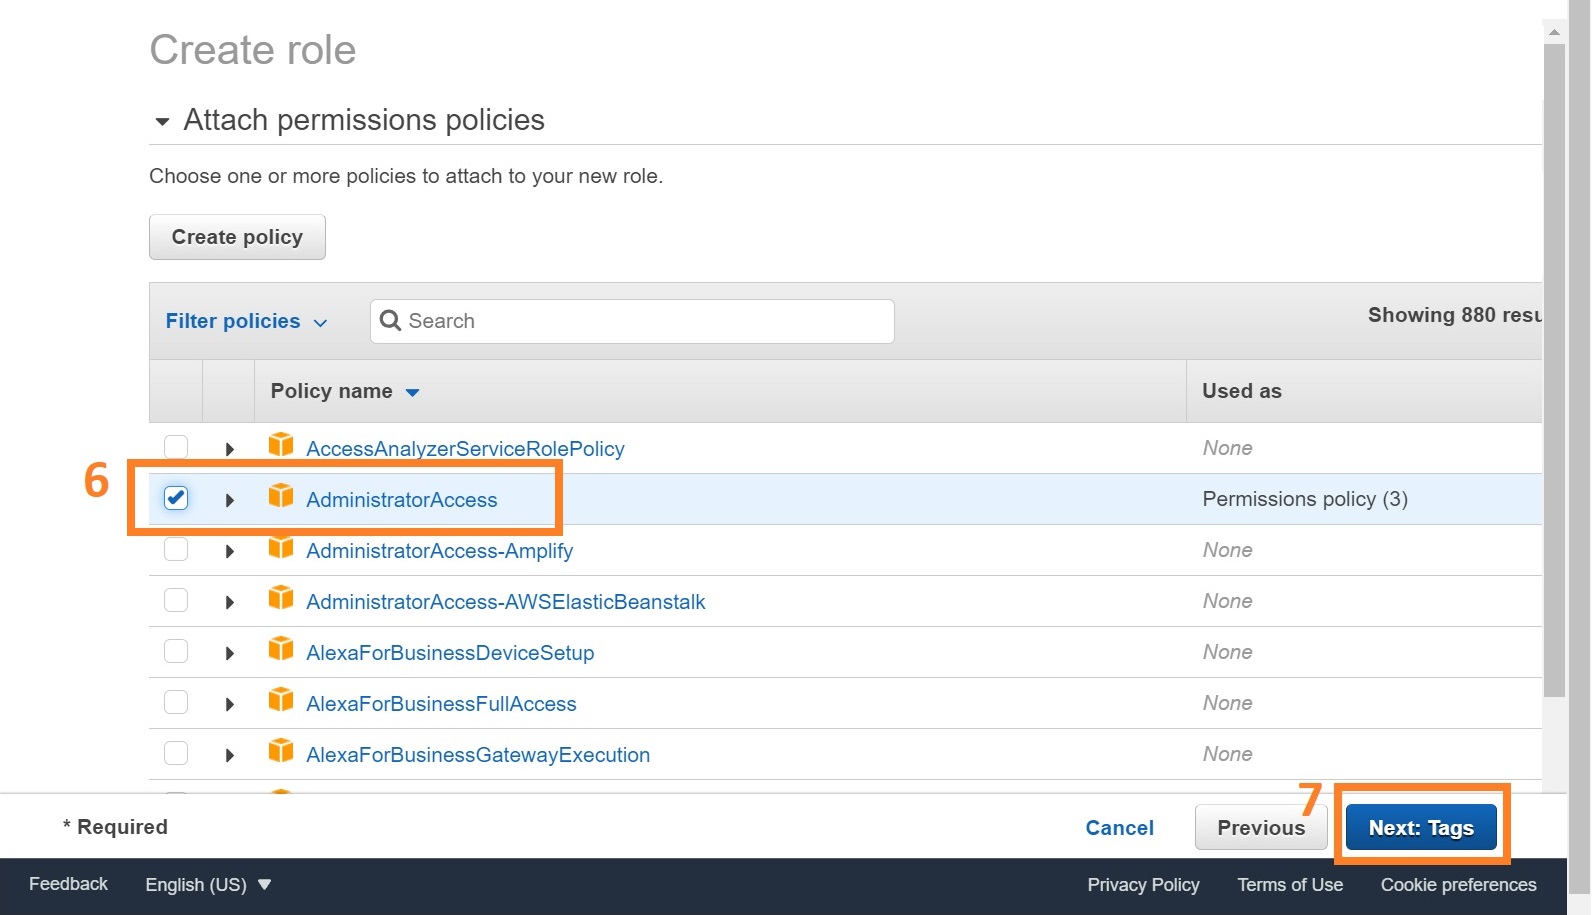 Create role
Attach permissions policies
Choose one or more policies to attach to your new role.
Create policy
Filter policies
Search
Showing 880 resu
Policy name
Used as
AccessAnalyzerServiceRolePolicy
None
6
AdministratorAccess
Permissions policy (3)
AdministratorAccess-Amplify
None
AdministratorAccess-AWSElasticBeanstalk
None
AlexaForBusinessDeviceSetup
None
AlexaForBusinessFullAccess
None
AlexaForBusinessGatewayExecution
None
* Required
Cancel
Previous
7
Next: Tags
Feedback
English (US)
Privacy Policy
Terms of Use
Cookie preferences